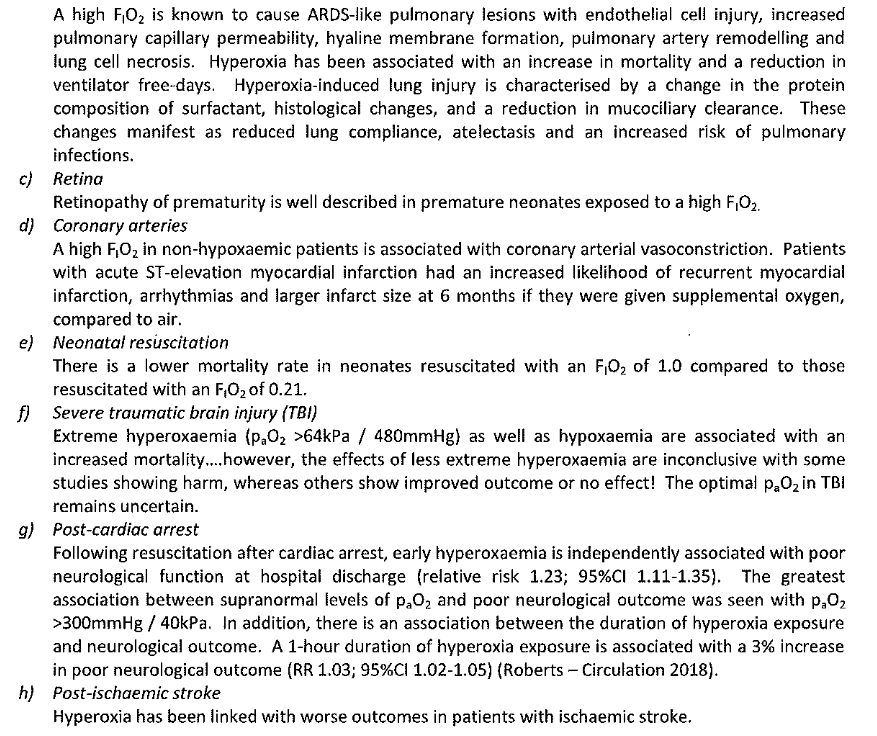 A high FIO2 is known to cause ARDS-like pulmonary lesions with endothelial cell injury, increased
pulmonary capillary permeability, hyaline membrane formation, pulmonary artery remodelling and
lung cell necrosis. Hyperoxia has been associated with an increase in mortality and a reduction in
ventilator free-days. Hyperoxia-induced lung injury is characterised by a change in the protein
composition of surfactant, histological changes, and a reduction in mucociliary clearance. These
changes manifest as reduced lung compliance, atelectasis and an increased risk of pulmonary
infections.
c) Retina
Retinopathy of prematurity is well described in premature neonates exposed to a high FIO2.
d) Coronary arteries
A high FIO2 in non-hypoxaemic patients is associated with coronary arterial vasoconstriction. Patients
with acute ST-elevation myocardial infarction had an increased likelihood of recurrent myocardial
infarction, arrhythmias and larger infarct size at 6 months if they were given supplemental oxygen,
compared to air.
e) Neonatal resuscitation
There is a lower mortality rate in neonates resuscitated with an FIO2 of 1.0 compared to those
resuscitated with an FIO2 of 0.21.
f) Severe traumatic brain injury (TBI)
Extreme hyperoxaemia (paO2 >64kPa / 480mmHg) as well as hypoxaemia are associated with an
increased mortality....however, the effects of less extreme hyperoxaemia are inconclusive with some
studies showing harm, whereas others show improved outcome or no effect! The optimal paO2 in TBI
remains uncertain.
g) Post-cardiac arrest
Following resuscitation after cardiac arrest, early hyperoxaemia is independently associated with poor
neurological function at hospital discharge (relative risk 1.23; 95%CI 1.11-1.35). The greatest
association between supranormal levels of paO2 and poor neurological outcome was seen with paO2
>300mmHg / 40kPa. In addition, there is an association between the duration of hyperoxia exposure
and neurological outcome. A 1-hour duration of hyperoxia exposure is associated with a 3% increase
in poor neurological outcome (RR 1.03; 95%CI 1.02-1.05) (Roberts – Circulation 2018).
h) Post-ischaemic stroke
Hyperoxia has been linked with worse outcomes in patients with ischaemic stroke.